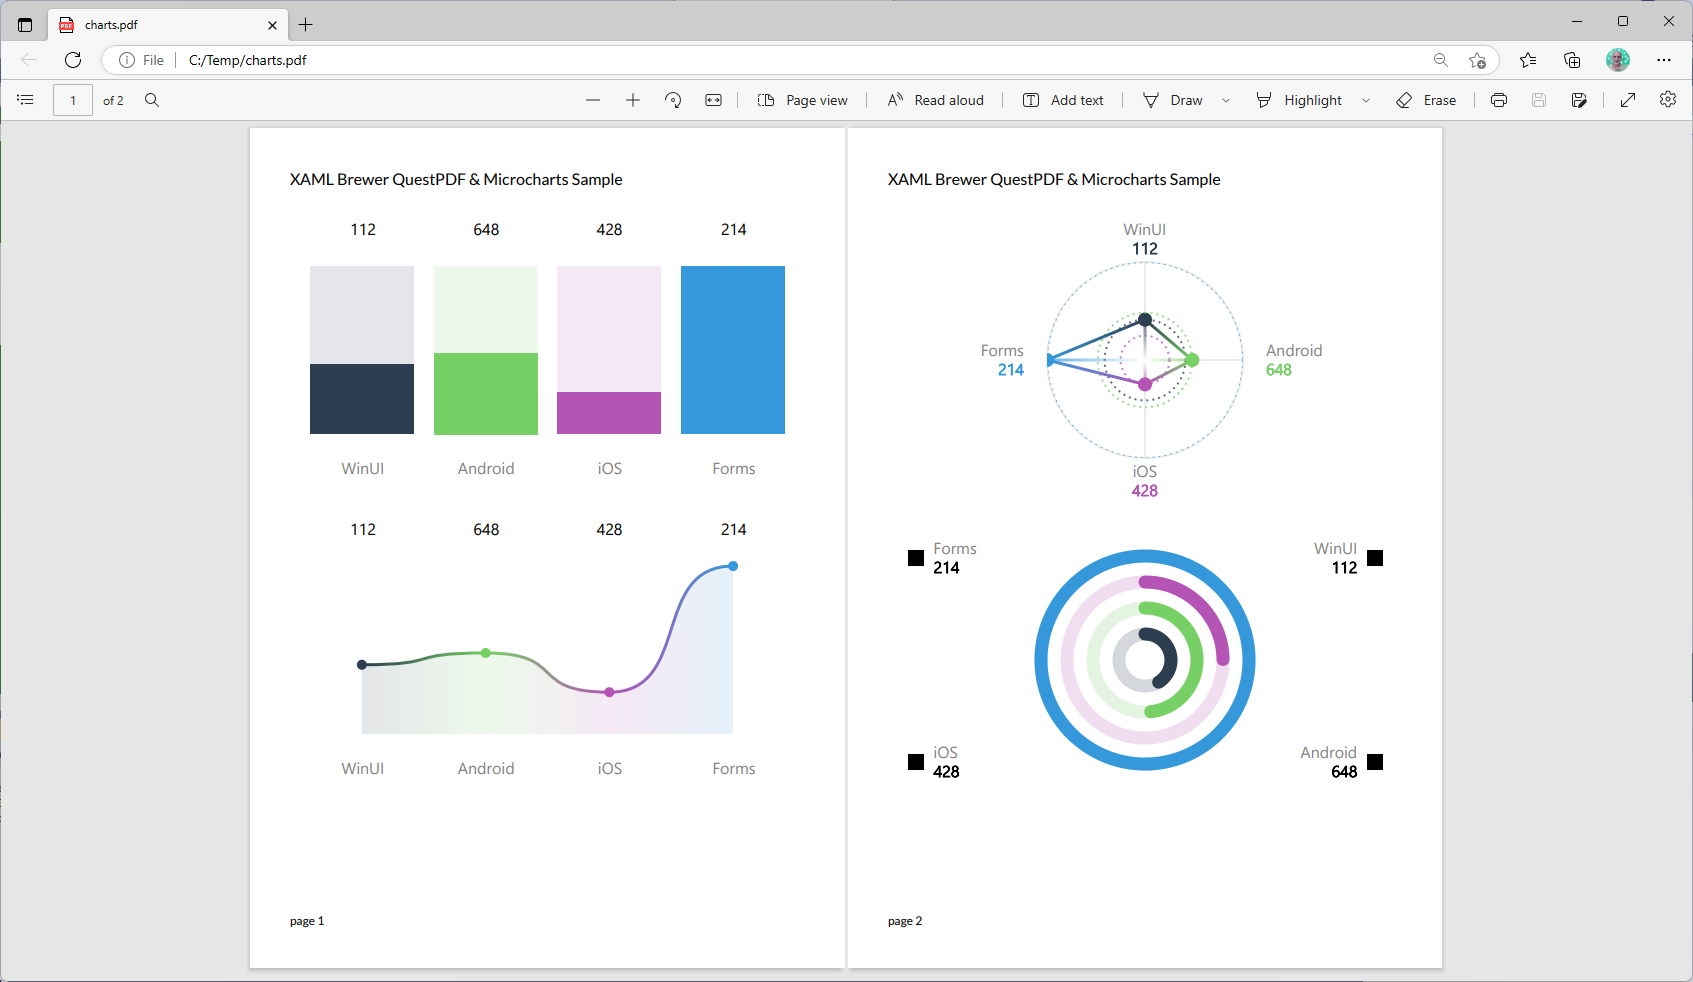 charts.pdf
File
C:/Temp/charts.pdf
1 of 2
Page view
Read aloud
Add text
Draw
Highlight
Erase
XAML Brewer QuestPDF & Microcharts Sample
112 648 428 214
WinUI Android iOS Forms
112 648 428 214
WinUI Android iOS Forms
page 1
XAML Brewer QuestPDF & Microcharts Sample
WinUI
112
Forms
214
Android
648
iOS
428
Forms
214
WinUI
112
iOS
428
Android
648
page 2